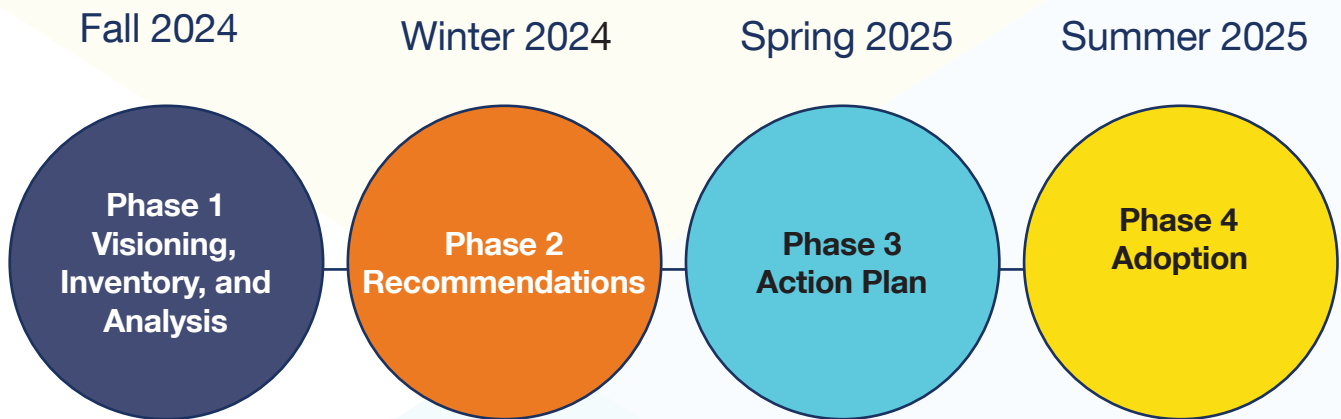 Fall 2024
Winter 2024
Spring 2025
Summer 2025
Phase 1
Visioning,
Inventory, and
Analysis
Phase 2
Recommendations
Phase 3
Action Plan
Phase 4
Adoption